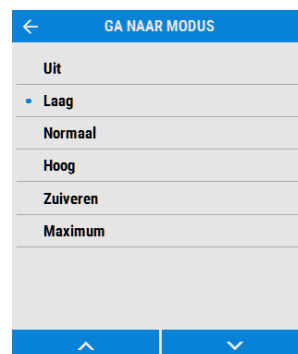 GA NAAR MODUS
Uit
Laag
Normaal
Hoog
Zuiveren
Maximum